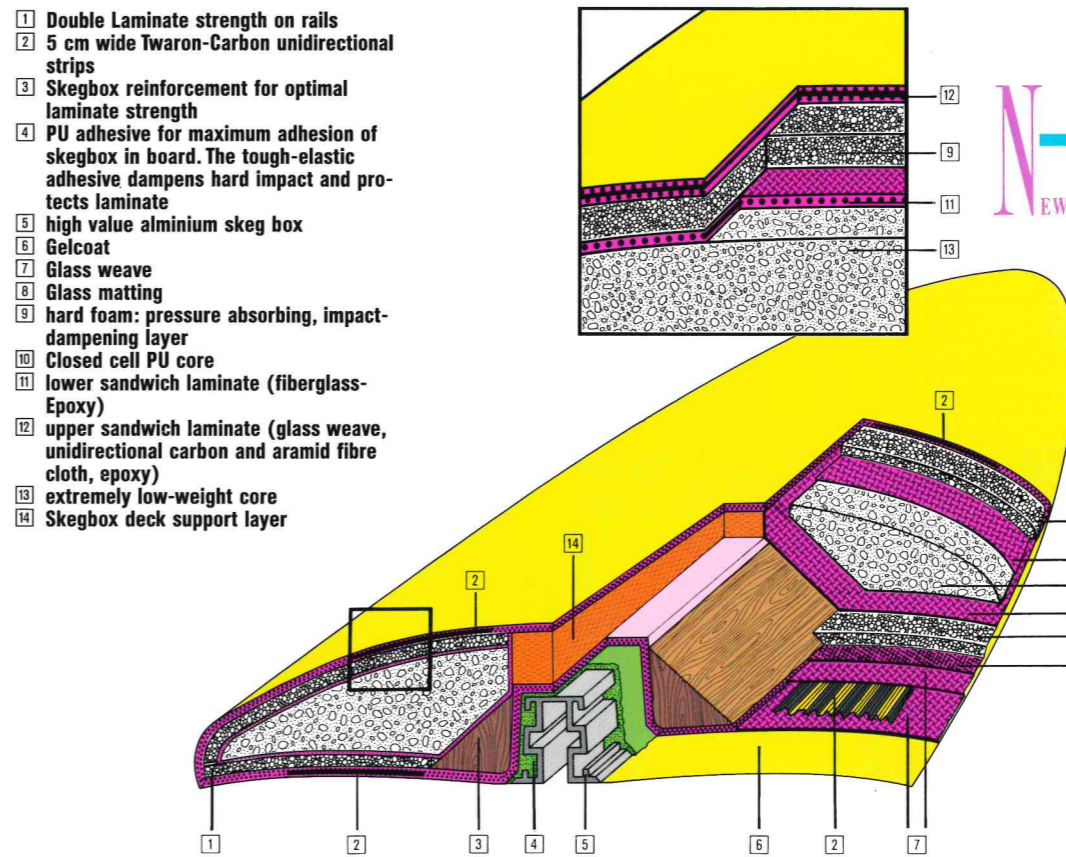 1 Double Laminate strength on rails
2 5 cm wide Twaron-Carbon unidirectional
strips
3 Skegbox reinforcement for optimal
laminate strength
4 PU adhesive for maximum adhesion of
skegbox in board. The tough-elastic
adhesive dampens hard impact and pro-
tects laminate
5 high value alminium skeg box
6 Gelcoat
7 Glass weave
8 Glass matting
9 hard foam: pressure absorbing, impact-
dampening layer
10 Closed cell PU core
11 lower sandwich laminate (fiberglass-
Epoxy)
12 upper sandwich laminate (glass weave,
unidirectional carbon and aramid fibre
cloth, epoxy)
13 extremely low-weight core
14 Skegbox deck support layer
12
9
11
13
NEW
2
14
2
1
2
3
4
5
6
2
7